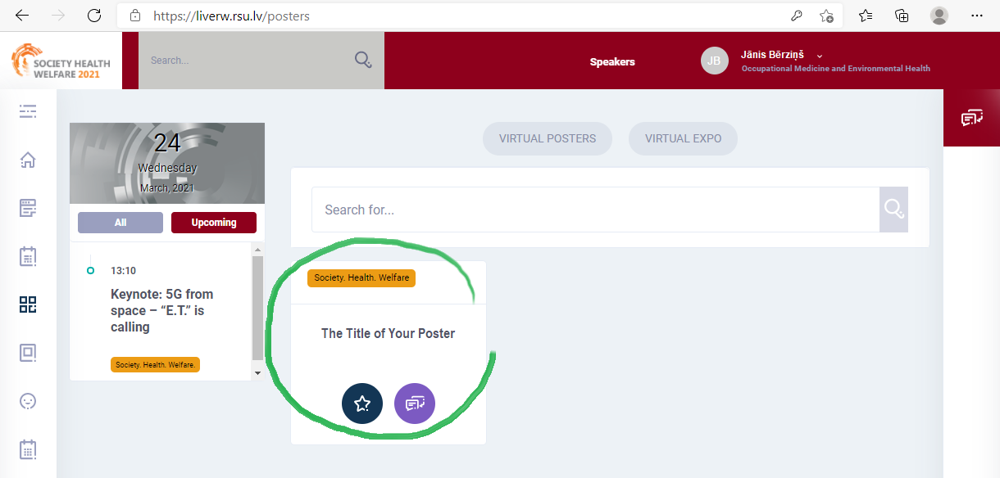 https://liverw.rsu.lv/posters
SOCIETY HEALTH
WELFARE 2021
Search...
Speakers
JB
Jānis Bērziņš
Occupational Medicine and Environmental Health
24
Wednesday
March, 2021
All
Upcoming
13:10
Keynote: 5G from
space – “E.T.” is
calling
Society. Health. Welfare.
VIRTUAL POSTERS
VIRTUAL EXPO
Search for...
Society. Health. Welfare
The Title of Your Poster